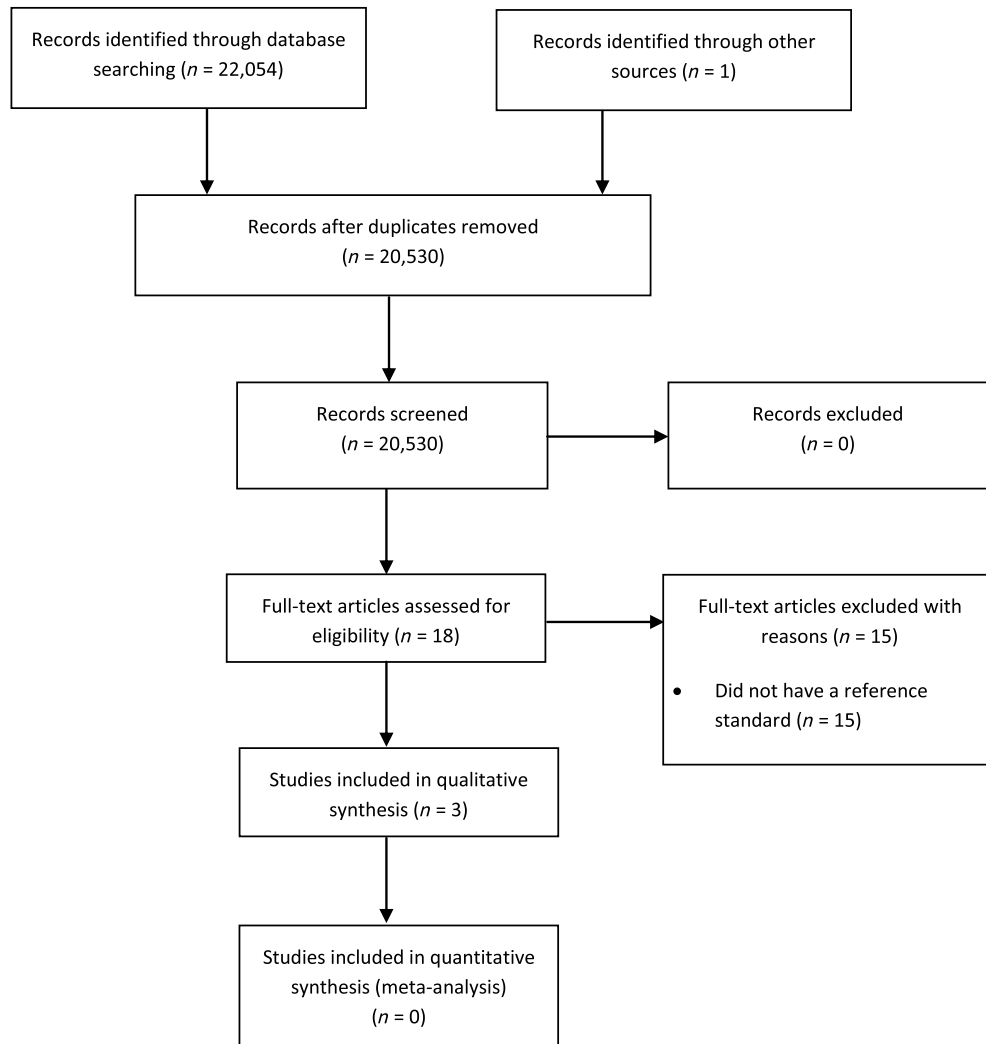 Records identified through database
searching (n = 22,054)
Records identified through other
sources (n = 1)
Records after duplicates removed
(n = 20,530)
Records screened
(n = 20,530)
Records excluded
(n = 0)
Full-text articles assessed for
eligibility (n = 18)
Full-text articles excluded with
reasons (n = 15)
• Did not have a reference
standard (n = 15)
Studies included in qualitative
synthesis (n = 3)
Studies included in quantitative
synthesis (meta-analysis)
(n = 0)